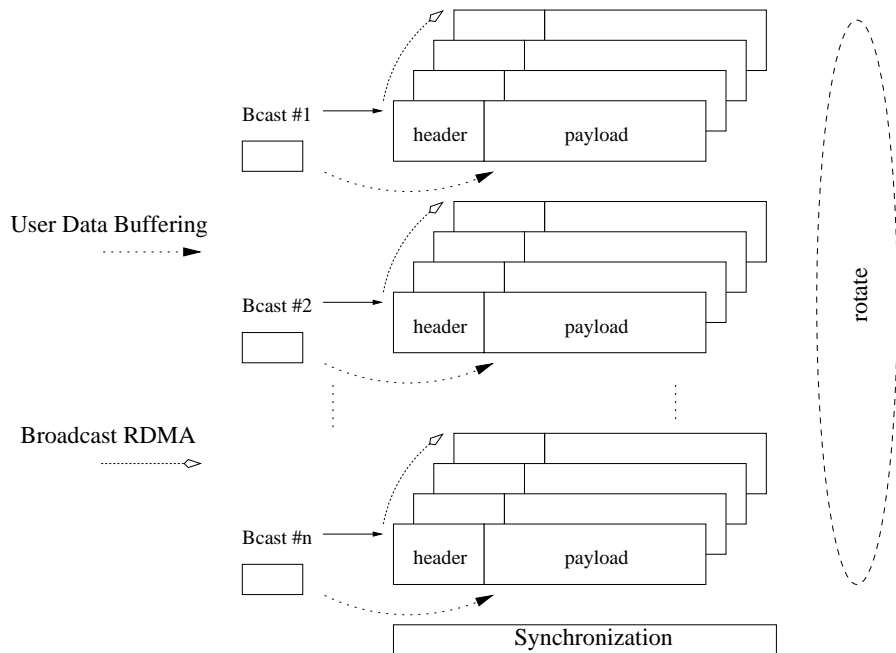 Bcast #1
header
payload
User Data Buffering
Bcast #2
header
payload
rotate
Broadcast RDMA
Bcast #n
header
payload
Synchronization